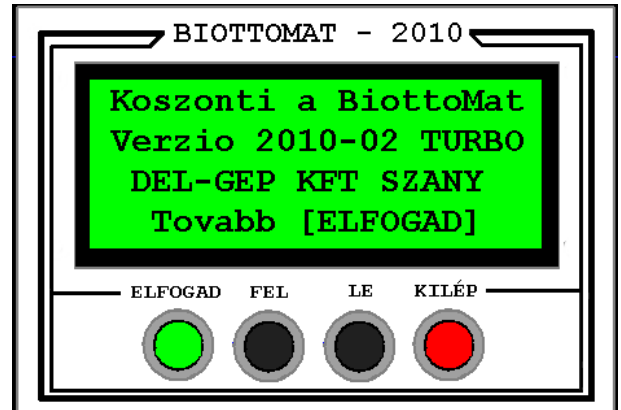 BIOTTOMAT - 2010
Koszonti a BiottoMat
Verzio 2010-02 TURBO
DEL-GEP KFT SZANY
Tovabb [ELFOGAD]
ELFOGAD FEL LE KILÉP